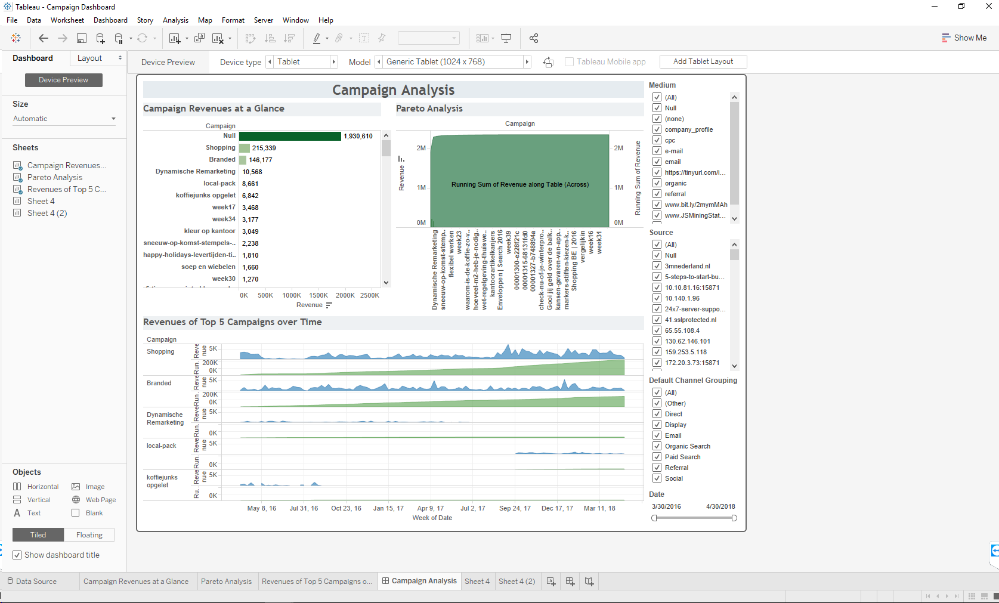 Tableau - Campaign Dashboard
File Data Worksheet Dashboard Story Analysis Map Format Server Window Help
Show Me
Dashboard Layout
Device Preview Device type Tablet Model Generic Tablet (1024 x 768) Tableau Mobile app Add Tablet Layout
Device Preview
Size
Automatic
Sheets
Campaign Revenues...
Pareto Analysis
Revenues of Top 5 C...
Sheet 4
Sheet 4 (2)
Objects
Horizontal Image
Vertical Web Page
Text Blank
Tiled Floating
Show dashboard title
Campaign Analysis
Campaign Revenues at a Glance
Campaign
Null 1,930,610
Shopping 215,339
Branded 146,177
Dynamische Remarketing 10,568
local-pack 8,661
koffiejunks opgelet 6,842
week17 3,468
week34 3,177
kleur op kantoor 3,049
sneeuw-op-komst-stempels-.. 2,238
happy-holidays-levertijden-ti.. 1,810
soep en wiebelen 1,660
week30 1,270
0K 500K 1000K 1500K 2000K 2500K
Revenue
Pareto Analysis
Campaign
2M 2M
1M 1M
0M 0M
Revenue
Running Sum of Revenue along Table (Across)
Running Sum of Revenue
Dynamische Remarketing
sneeuw-op-komst-stemp..
flexibel werken
week23
waarom-is-de-koffie-zo-v..
hoeveel-m2-heb-je-nodig..
wet-regelgeving-thuiswe..
kantoorartikelkanjers
Enveloppen | Search 2016
week39
00001300-e228f21c
00001315-68131fd0
00001327-b748894a
check-nu-of-je-winterpro..
Gooi jij geld over de balk..
kansen-gevaren-van-app..
markers-stiften-kiezen-k..
Shopping BE | 2016
vergelijkin
week16
week31
Revenues of Top 5 Campaigns over Time
Campaign
Shopping Reve nue 5K
Run.. 200K
0K
Branded Reve nue 5K
Run.. 200K
0K
Dynamische Remarketing Reve nue 5K
Run.. 0K
local-pack Reve nue 5K
Run.. 0K
koffiejunks opgelet Reve nue 5K
Ru.. 0K
May 8, 16 Jul 31, 16 Oct 23, 16 Jan 15, 17 Apr 9, 17 Jul 2, 17 Sep 24, 17 Dec 17, 17 Mar 11, 18
Week of Date
Medium
(All)
Null
(none)
company_profile
cpc
e-mail
email
https://tinyurl.com/i...
organic
referral
www.bit.ly/2mymMAh
www.JSMiningStat...
Source
(All)
Null
3mnederland.nl
5-steps-to-start-bu...
10.10.81.16:15871
10.140.1.96
24x7-server-suppo...
41.sslprotected.nl
65.55.108.4
130.62.146.101
159.253.5.118
172.20.3.73:15871
Default Channel Grouping
(All)
(Other)
Direct
Display
Email
Organic Search
Paid Search
Referral
Social
Date
3/30/2016 4/30/2018
Data Source Campaign Revenues at a Glance Pareto Analysis Revenues of Top 5 Campaigns o... Campaign Analysis Sheet 4 Sheet 4 (2)